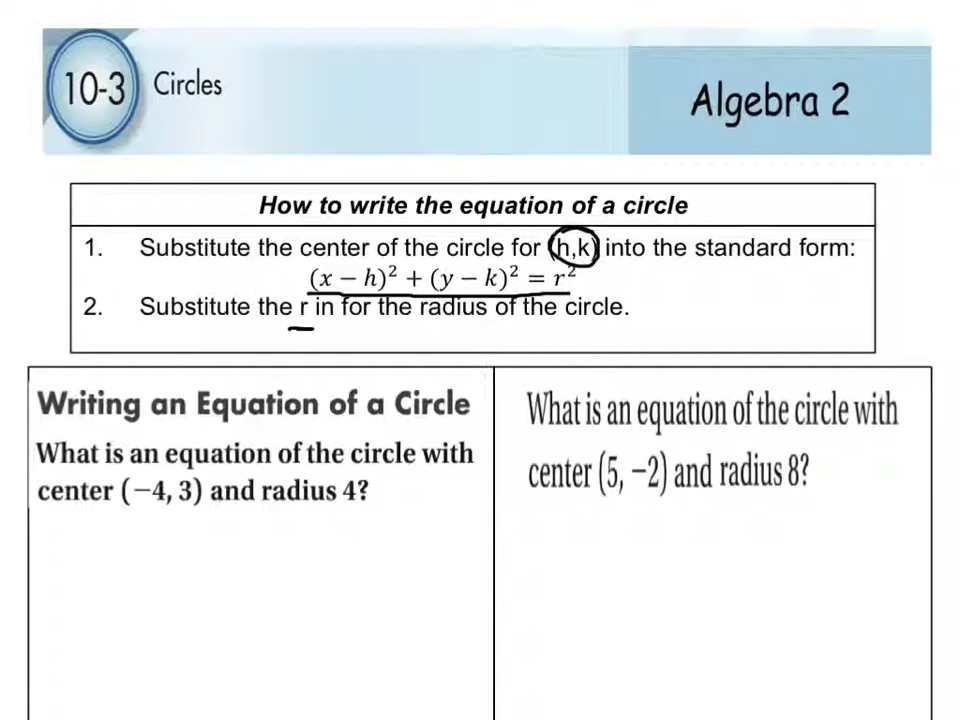 10-3 Circles
Algebra 2
How to write the equation of a circle
1. Substitute the center of the circle for (h,k) into the standard form:
(x − h)² + (y − k)² = r²
2. Substitute the r in for the radius of the circle.
Writing an Equation of a Circle
What is an equation of the circle with
center (−4, 3) and radius 4?
What is an equation of the circle with
center (5, −2) and radius 8?